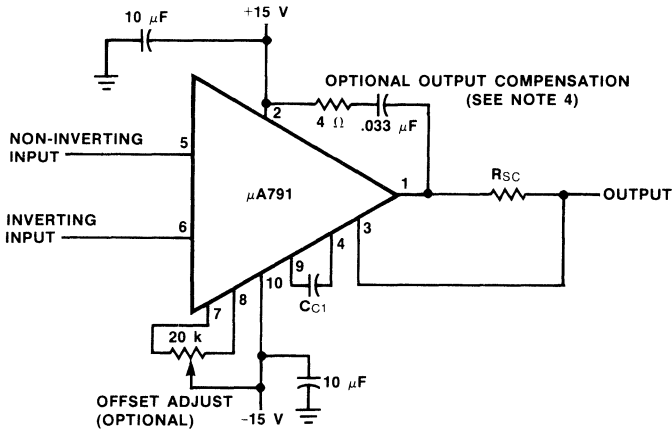 10 μF
+15 V
OPTIONAL OUTPUT COMPENSATION
(SEE NOTE 4)
2
4 Ω
.033 μF
NON-INVERTING
INPUT
5
μA791
1
RSC
OUTPUT
INVERTING
INPUT
6
3
4
9
10
CC1
8
7
20 k
10 μF
OFFSET ADJUST
(OPTIONAL)
-15 V